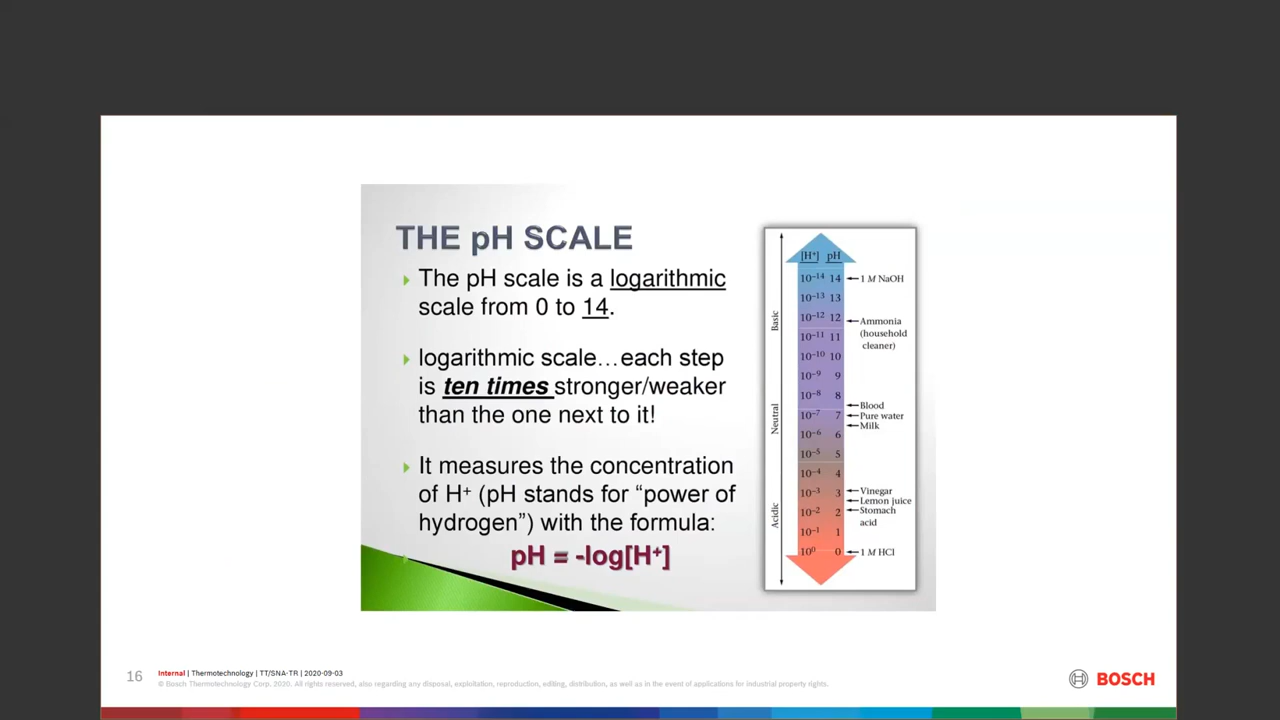 THE pH SCALE
The pH scale is a logarithmic
scale from 0 to 14.
logarithmic scale…each step
is ten times stronger/weaker
than the one next to it!
It measures the concentration
of H⁺ (pH stands for “power of
hydrogen”) with the formula:
pH = -log[H⁺]
Basic
Neutral
Acidic
[H⁺] pH
10⁻¹⁴ 14 1 M NaOH
10⁻¹³ 13
10⁻¹² 12 Ammonia
(household
cleaner)
10⁻¹¹ 11
10⁻¹⁰ 10
10⁻⁹ 9
10⁻⁸ 8
Blood
10⁻⁷ 7 Pure water
Milk
10⁻⁶ 6
10⁻⁵ 5
10⁻⁴ 4
10⁻³ 3 Vinegar
Lemon juice
10⁻² 2 Stomach
acid
10⁻¹ 1
10⁰ 0 1 M HCl
16
Internal | Thermotechnology | TT/SNA-TR | 2020-09-03
© Bosch Thermotechnology Corp. 2020. All rights reserved, also regarding any disposal, exploitation, reproduction, editing, distribution, as well as in the event of applications for industrial property rights.
BOSCH